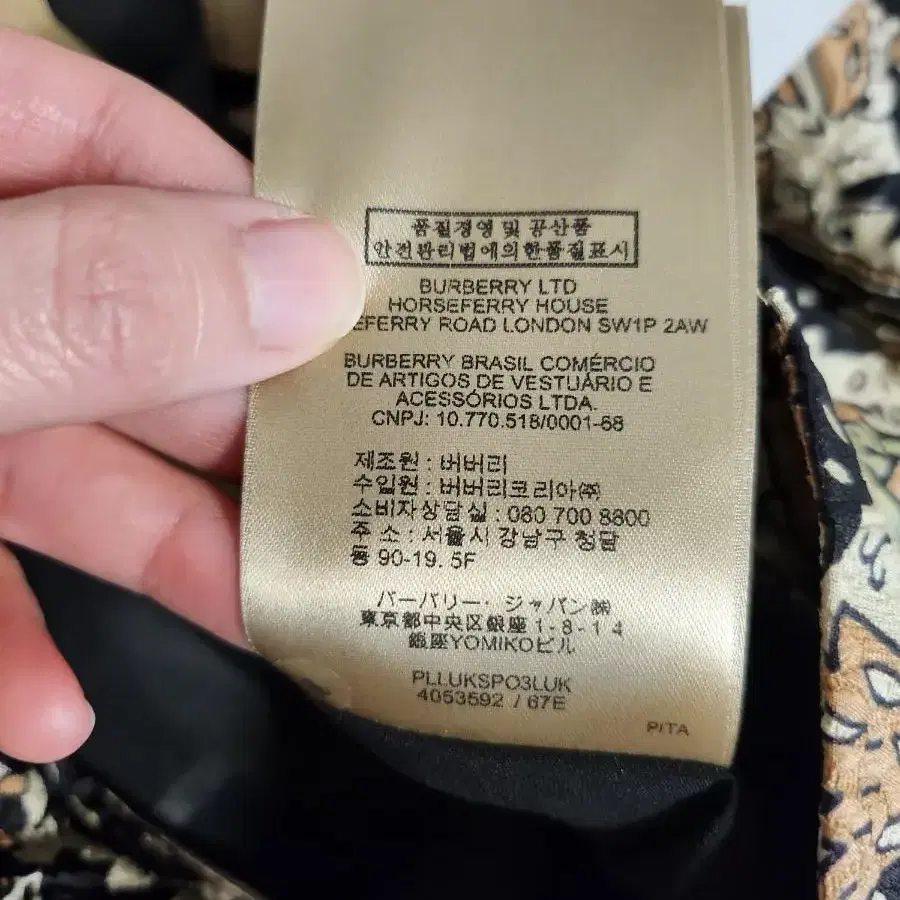 품질경영 및 공산품
안전관리법에의한품질표시
BURBERRY LTD
HORSEFERRY HOUSE
EFERRY ROAD LONDON SW1P 2AW
BURBERRY BRASIL COMÉRCIO
DE ARTIGOS DE VESTUÁRIO E
ACESSÓRIOS LTDA.
CNPJ: 10.770.518/0001-68
제조원 : 버버리
수입원 : 버버리코리아㈜
소비자상담실 : 080 700 8800
주 소 : 서울시 강남구 청담
동 90-19. 5F
バーバリー・ジャパン㈱
東京都中央区銀座1-8-14
銀座YOMIKOビル
PLLUKSPO3LUK
4053592 / 67E
P/TA